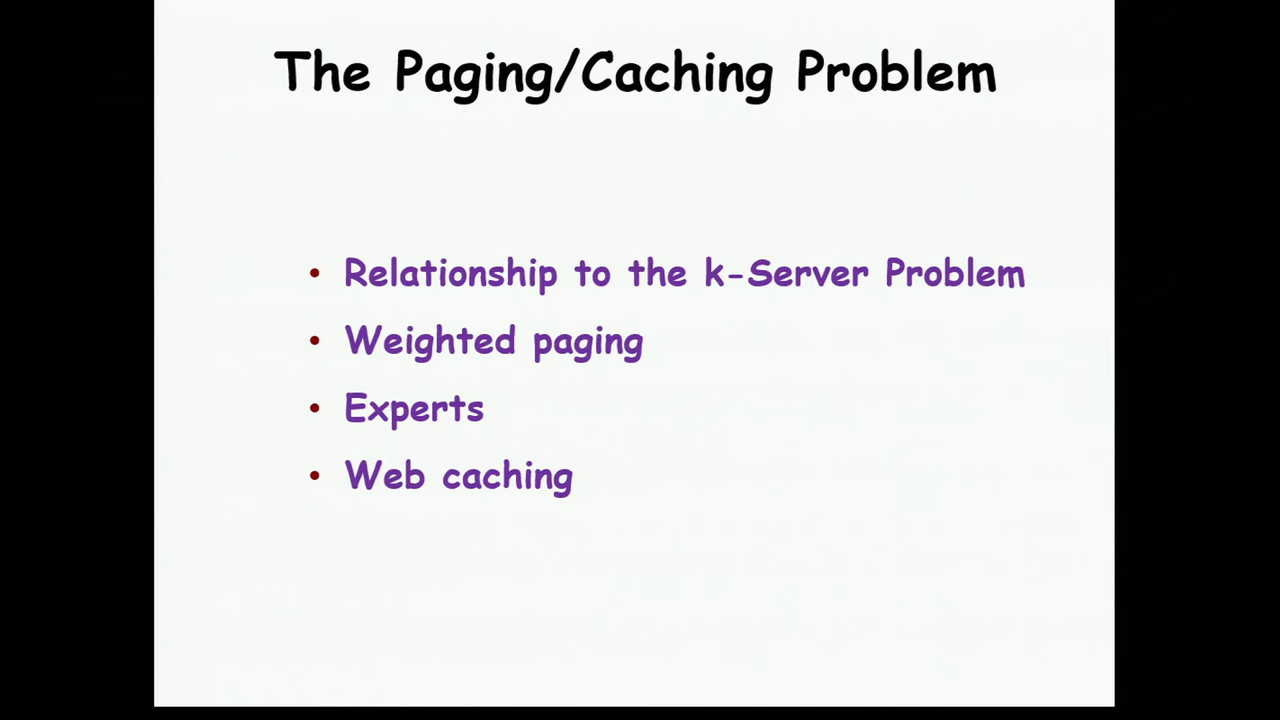 The Paging/Caching Problem
• Relationship to the k-Server Problem
• Weighted paging
• Experts
• Web caching